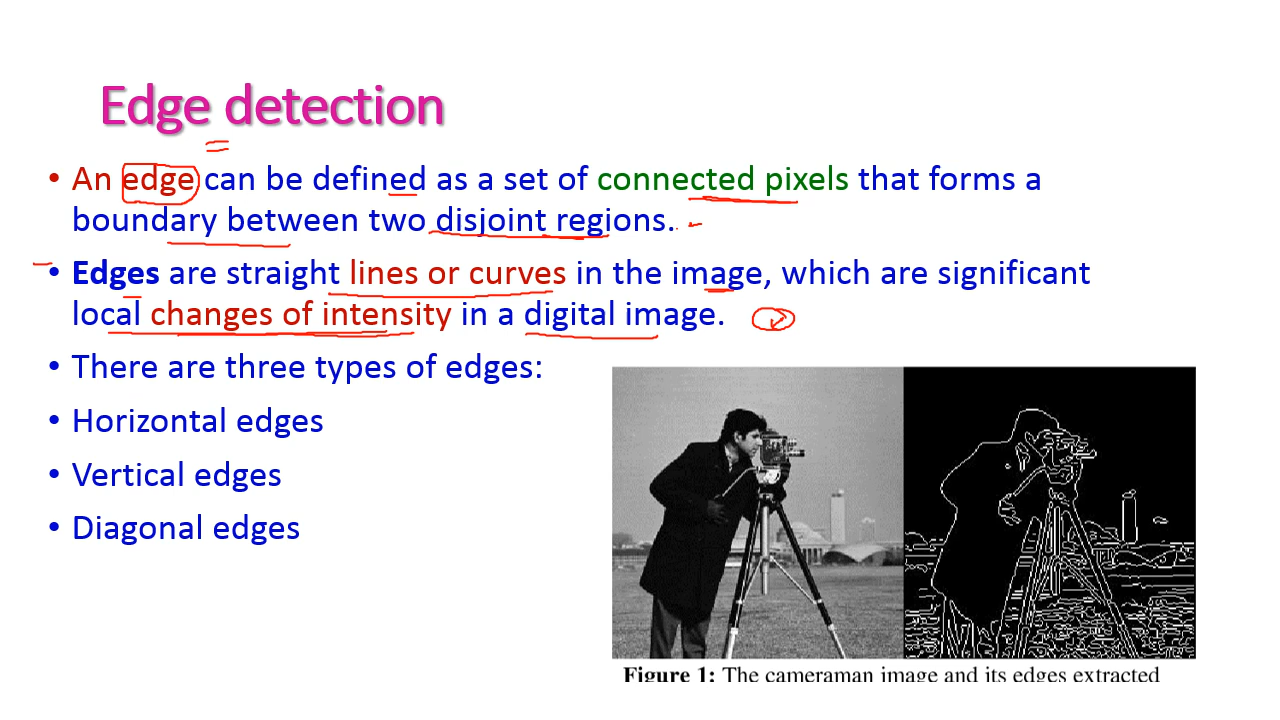 Edge detection
• An edge can be defined as a set of connected pixels that forms a
boundary between two disjoint regions.
• Edges are straight lines or curves in the image, which are significant
local changes of intensity in a digital image.
• There are three types of edges:
• Horizontal edges
• Vertical edges
• Diagonal edges
Figure 1: The cameraman image and its edges extracted